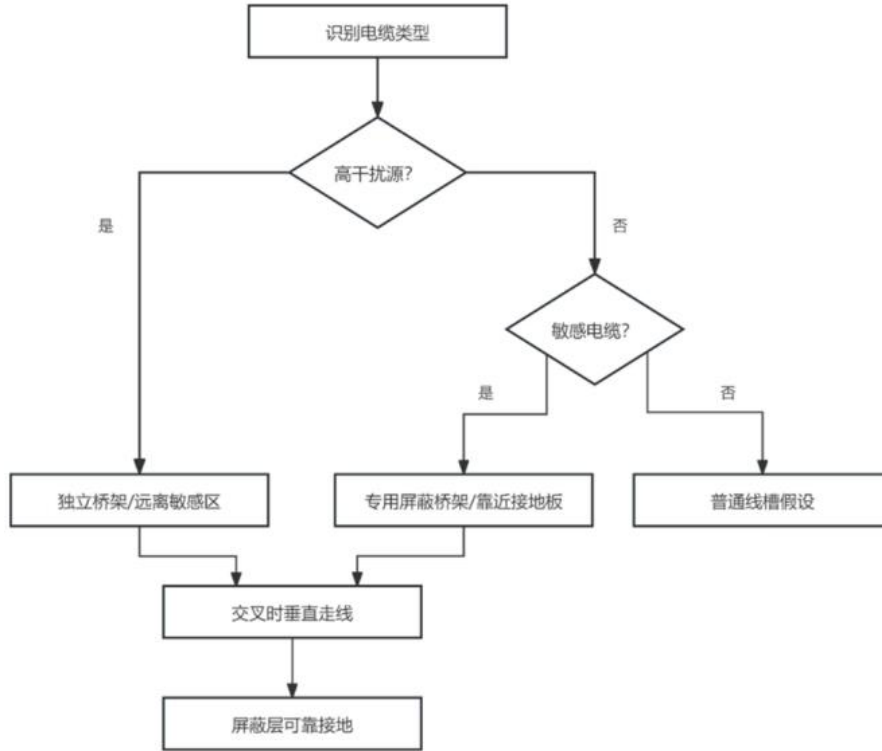 识别电缆类型
高干扰源?
是
否
敏感电缆?
是
否
独立桥架/远离敏感区
专用屏蔽桥架/靠近接地板
普通线槽假设
交叉时垂直走线
屏蔽层可靠接地